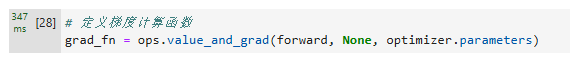 347
ms
[28] # 定义梯度计算函数
grad_fn = ops.value_and_grad(forward, None, optimizer.parameters)